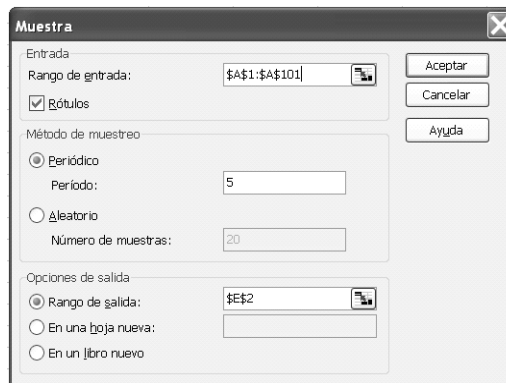 Muestra
Entrada
Rango de entrada: $A$1:$A$101
Rótulos
Método de muestreo
Periódico
Período: 5
Aleatorio
Número de muestras: 20
Opciones de salida
Rango de salida: $E$2
En una hoja nueva:
En un libro nuevo
Aceptar
Cancelar
Ayuda